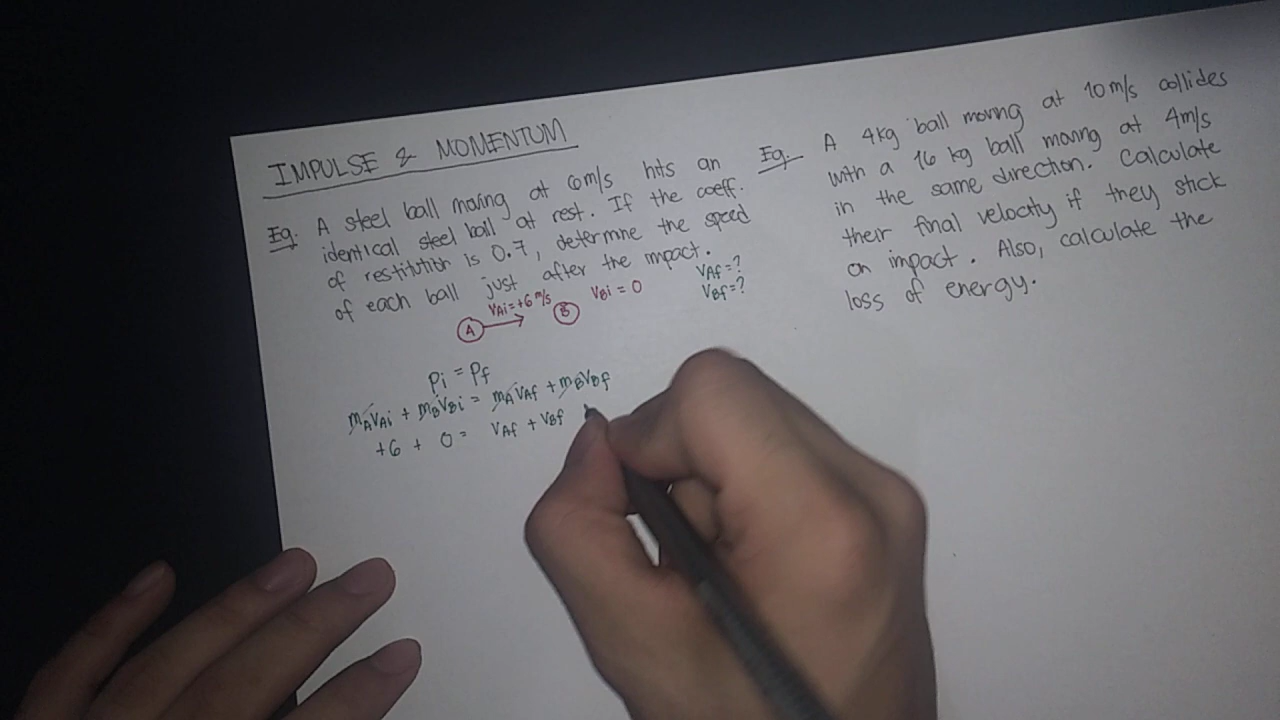 IMPULSE & MOMENTUM
Eg: A steel ball moving at 6m/s hits an
identical steel ball at rest. If the coeff.
of restitution is 0.7, determine the speed
of each ball just after the impact.
VAi=+6 m/s
A
B
VBi = 0
VAf=?
VBf=?
Pi = Pf
mAVAi + mBVBi = mAVAf + mBVBf
+6 + 0 = VAf + VBf
Eg- A 4kg ball moving at 10m/s collides
with a 16 kg ball moving at 4m/s
in the same direction. Calculate
their final velocity if they stick
on impact. Also, calculate the
loss of energy.